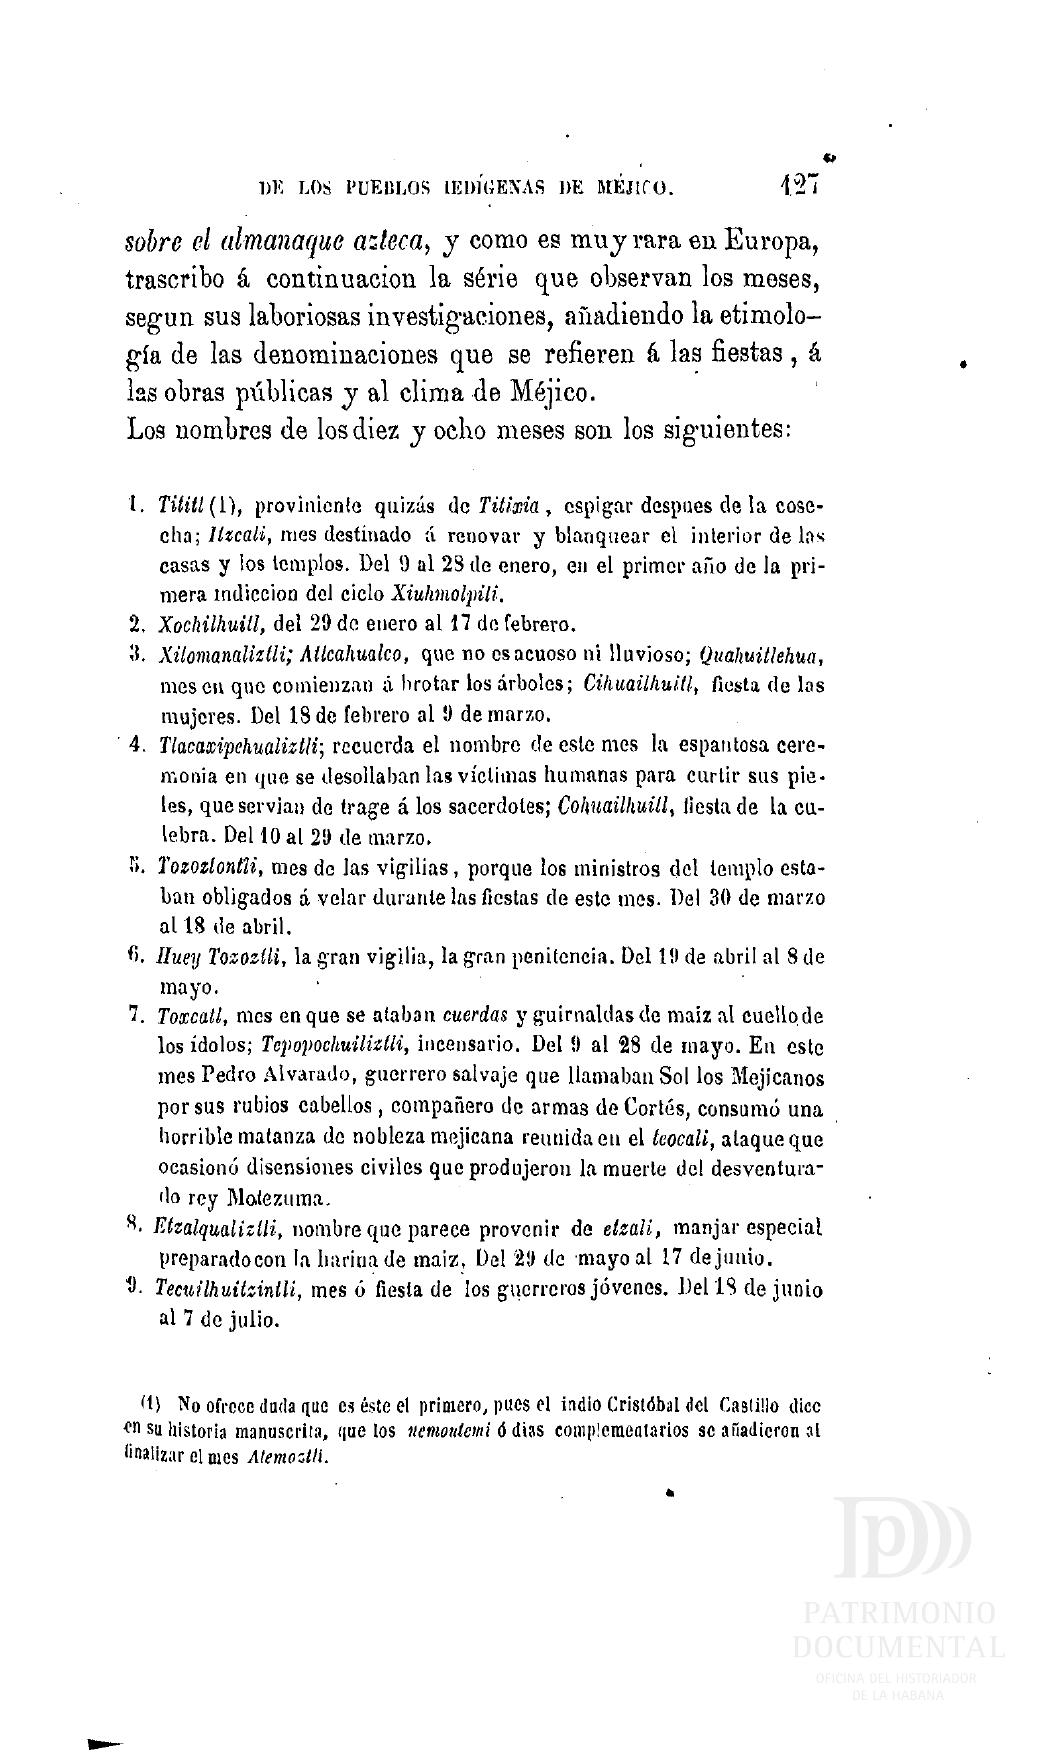 DE LOS PUEBLOS IEDÍGENAS DE MÉJICO. 127
sobre el almanaque azteca, y como es muy rara en Europa,
trascribo á continuacion la série que observan los meses,
segun sus laboriosas investigaciones, añadiendo la etimolo-
gía de las denominaciones que se refieren á las fiestas, á
las obras públicas y al clima de Méjico.
Los nombres de los diez y ocho meses son los siguientes:
1. Tititl (1), proviniente quizás de Titixia, espigar despues de la cose-
cha; Itzcali, mes destinado á renovar y blanquear el interior de las
casas y los templos. Del 9 al 28 de enero, en el primer año de la pri-
mera indiccion del ciclo Xiuhmolpili.
2. Xochilhuitl, del 29 de enero al 17 de febrero.
3. Xilomanaliztli; Atlcahualco, que no es acuoso ni lluvioso; Quahuitlehua,
mes en que comienzan á brotar los árboles; Cihuailhuitl, fiesta de las
mujeres. Del 18 de febrero al 9 de marzo.
4. Tlacaxipehualiztli; recuerda el nombre de este mes la espantosa cere-
monia en que se desollaban las víctimas humanas para curtir sus pie-
les, que servian de trage á los sacerdotes; Cohuailhuitl, fiesta de la cu-
lebra. Del 10 al 29 de marzo.
5. Tozoztontli, mes de las vigilias, porque los ministros del templo esta-
ban obligados á velar durante las fiestas de este mes. Del 30 de marzo
al 18 de abril.
6. Huey Tozoztli, la gran vigilia, la gran penitencia. Del 19 de abril al 8 de
mayo.
7. Toxcatl, mes en que se ataban cuerdas y guirnaldas de maiz al cuello de
los ídolos; Tepopochuiliztli, incensario. Del 9 al 28 de mayo. En este
mes Pedro Alvarado, guerrero salvaje que llamaban Sol los Mejicanos
por sus rubios cabellos, compañero de armas de Cortés, consumó una
horrible matanza de nobleza mejicana reunida en el teocali, ataque que
ocasionó disensiones civiles que produjeron la muerte del desventura-
do rey Motezuma.
8. Etzalqualiztli, nombre que parece provenir de etzali, manjar especial
preparado con la harina de maiz. Del 29 de mayo al 17 de junio.
9. Tecuilhuitzintli, mes ó fiesta de los guerreros jóvenes. Del 18 de junio
al 7 de julio.
(1) No ofrece duda que es éste el primero, pues el indio Cristóbal del Castillo dice
en su historia manuscrita, que los nemontemi ó dias complementarios se añadieron al
finalizar el mes Atemoztli.
PATRIMONIO
DOCUMENTAL
OFICINA DEL HISTORIADOR
DE LA HABANA